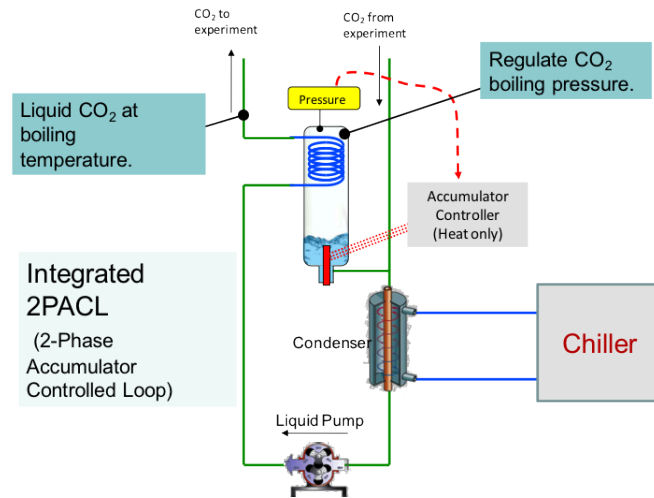 CO₂ to
experiment
CO₂ from
experiment
Regulate CO₂
boiling pressure.
Pressure
Liquid CO₂ at
boiling
temperature.
Accumulator
Controller
(Heat only)
Integrated
2PACL
(2-Phase
Accumulator
Controlled Loop)
Condenser
Chiller
Liquid Pump